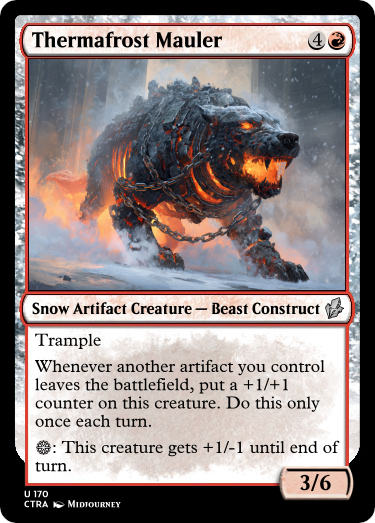 Thermafrost Mauler 4
Snow Artifact Creature — Beast Construct
Trample
Whenever another artifact you control
leaves the battlefield, put a +1/+1
counter on this creature. Do this only
once each turn.
: This creature gets +1/-1 until end of
turn.
3/6
U 170
CTRA Midjourney